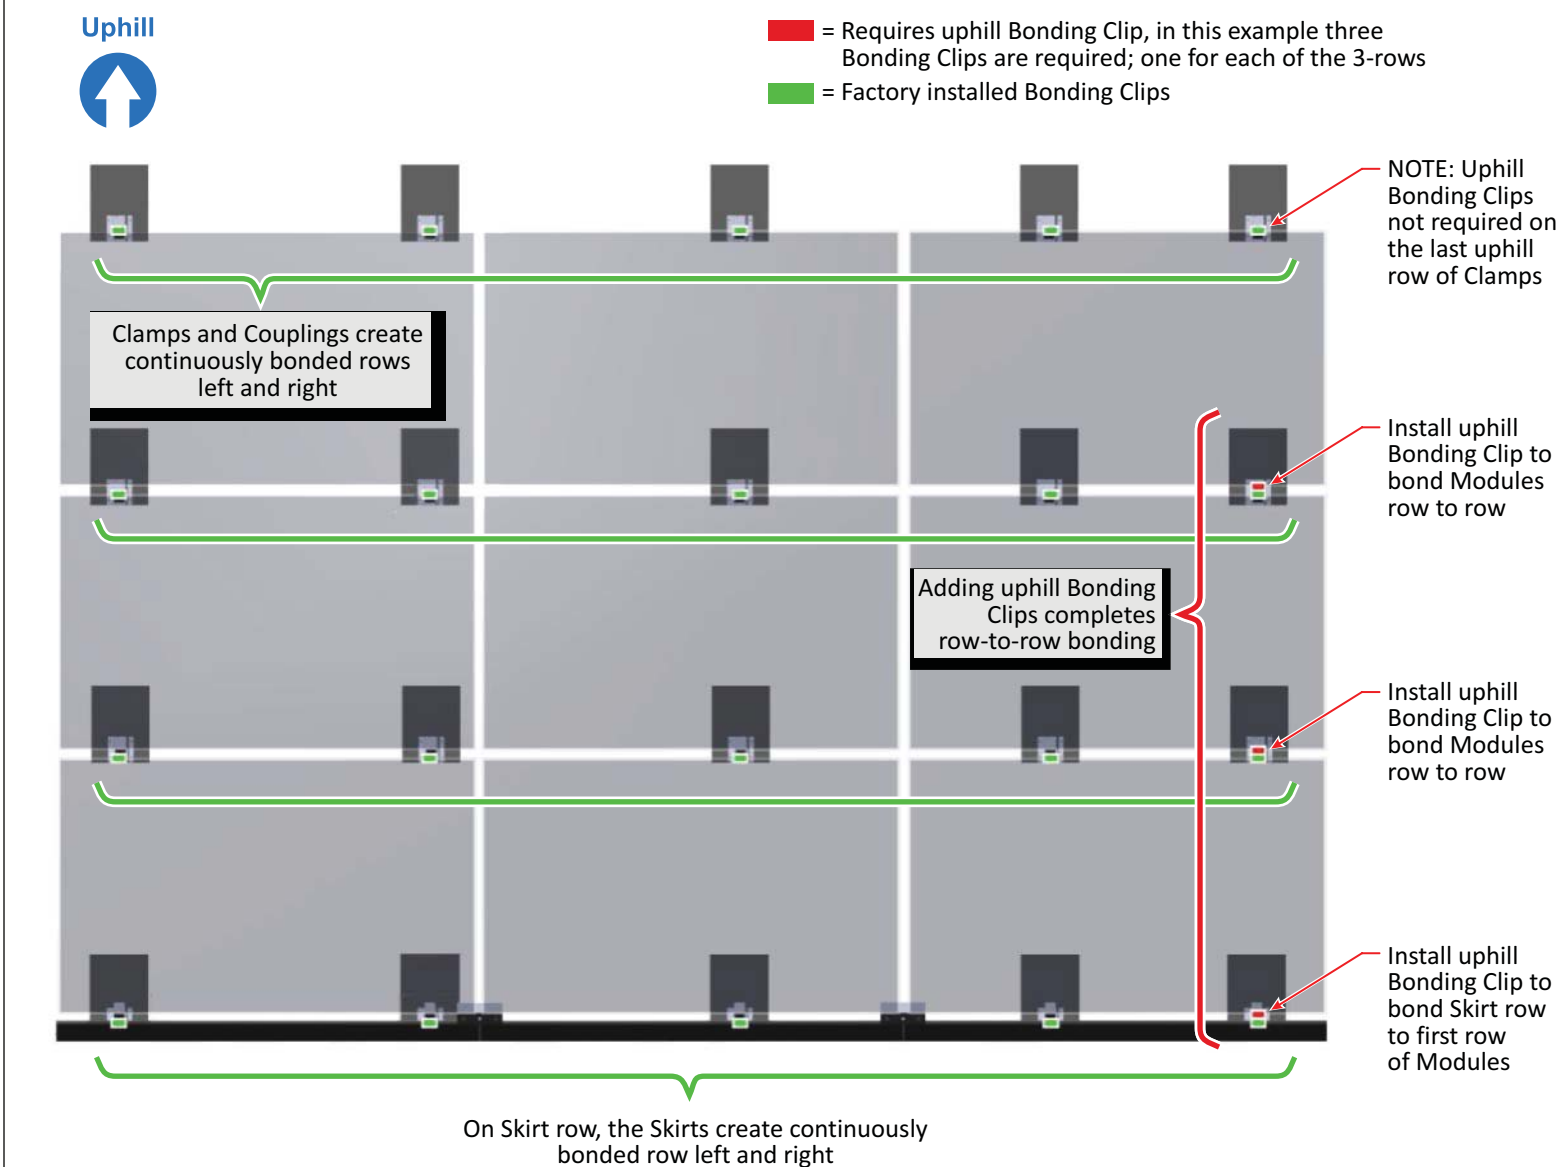 Uphill
= Requires uphill Bonding Clip, in this example three
Bonding Clips are required; one for each of the 3-rows
= Factory installed Bonding Clips
NOTE: Uphill
Bonding Clips
not required on
the last uphill
row of Clamps
Clamps and Couplings create
continuously bonded rows
left and right
Install uphill
Bonding Clip to
bond Modules
row to row
Adding uphill Bonding
Clips completes
row-to-row bonding
Install uphill
Bonding Clip to
bond Modules
row to row
Install uphill
Bonding Clip to
bond Skirt row
to first row
of Modules
On Skirt row, the Skirts create continuously
bonded row left and right